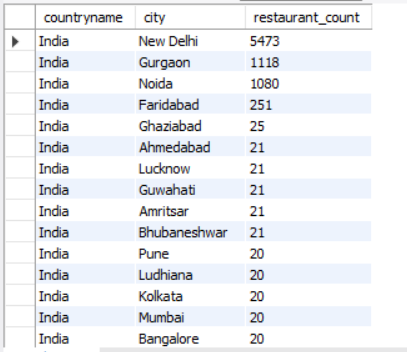 countryname city restaurant_count
India New Delhi 5473
India Gurgaon 1118
India Noida 1080
India Faridabad 251
India Ghaziabad 25
India Ahmedabad 21
India Lucknow 21
India Guwahati 21
India Amritsar 21
India Bhubaneshwar 21
India Pune 20
India Ludhiana 20
India Kolkata 20
India Mumbai 20
India Bangalore 20